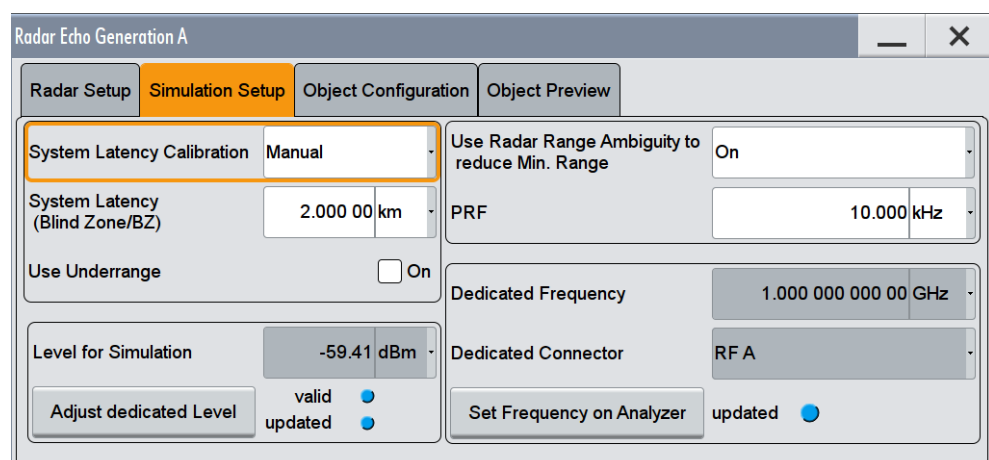 Radar Echo Generation A
Radar Setup
Simulation Setup
Object Configuration
Object Preview
System Latency Calibration
Manual
System Latency
(Blind Zone/BZ)
2.000 00 km
Use Underrange
On
Level for Simulation
-59.41 dBm
Adjust dedicated Level
valid
updated
Use Radar Range Ambiguity to
reduce Min. Range
On
PRF
10.000 kHz
Dedicated Frequency
1.000 000 000 00 GHz
Dedicated Connector
RF A
Set Frequency on Analyzer
updated